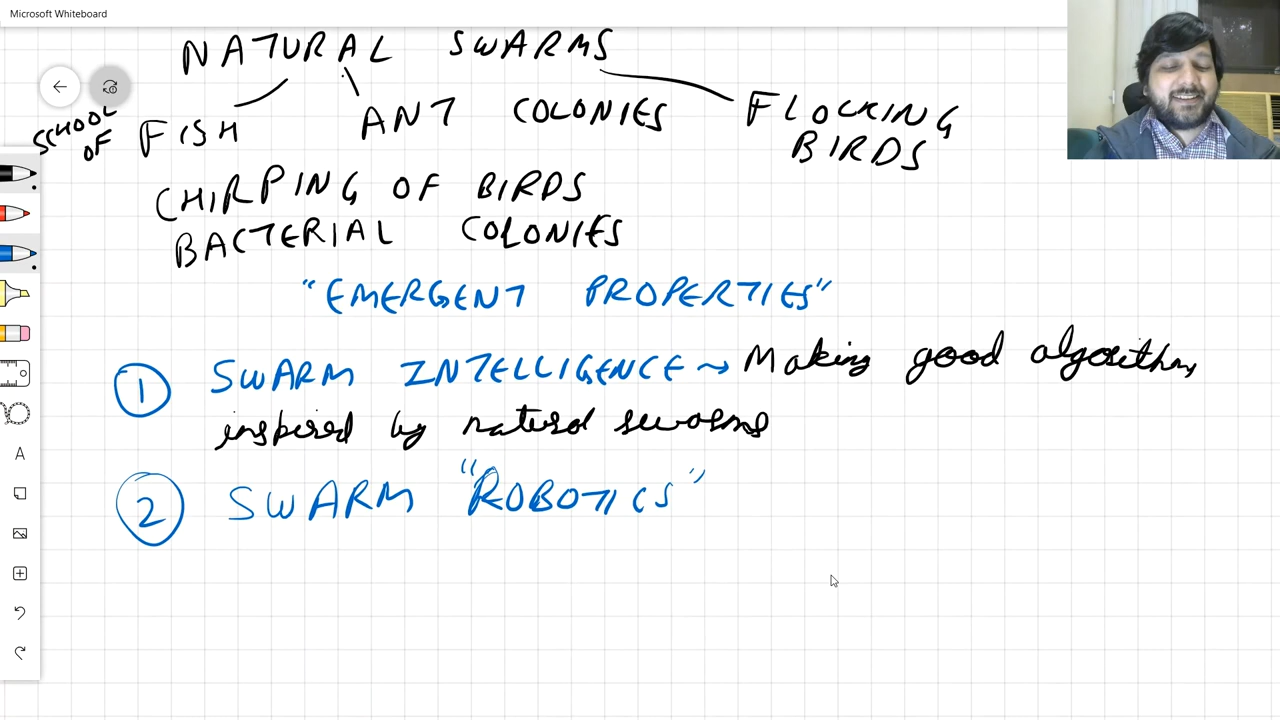 Microsoft Whiteboard
NATURAL SWARMS
SCHOOL OF FISH
ANT COLONIES
FLOCKING BIRDS
CHIRPING OF BIRDS
BACTERIAL COLONIES
"EMERGENT PROPERTIES"
1 SWARM INTELLIGENCE → Making good algorithms
inspired by natural swarms
2 SWARM "ROBOTICS"
A